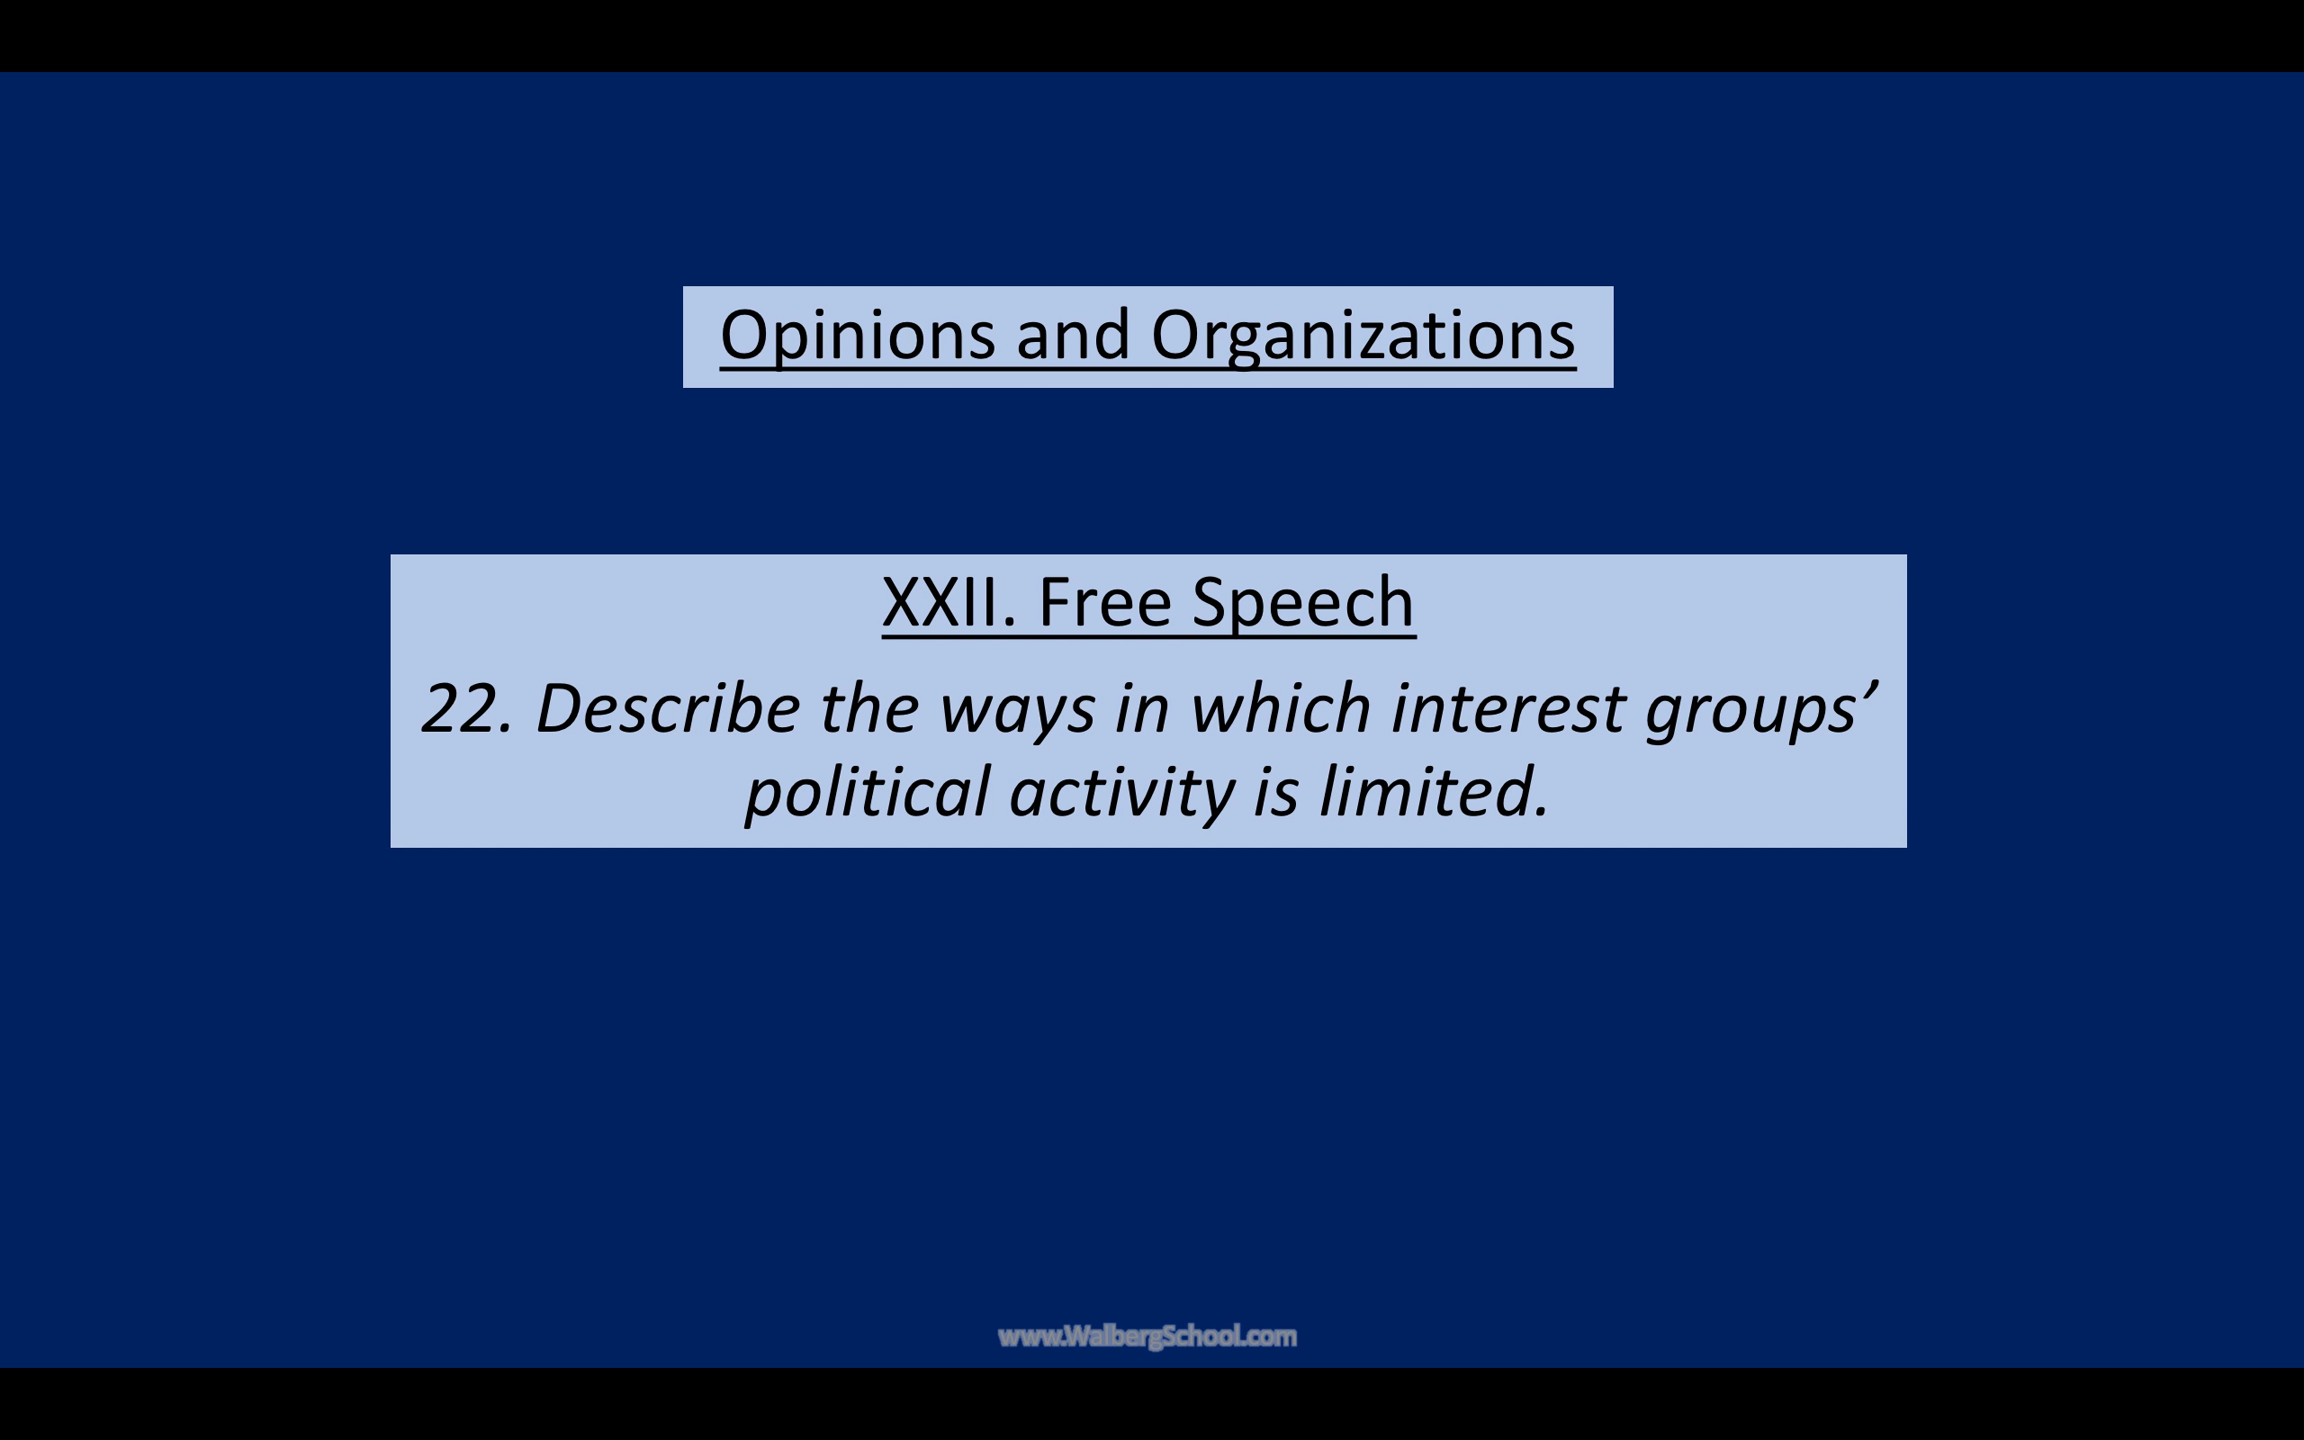 Opinions and Organizations
XXII. Free Speech
22. Describe the ways in which interest groups’
political activity is limited.
www.WalbergSchool.com